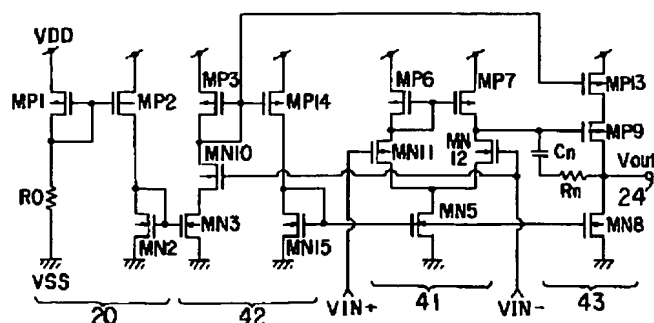 VDD
MP1
MP2
MP3
MP14
MP6
MP7
MP13
MP9
MN10
MN11
MN
12
Cn
Rn
Vout
24
R0
MN2
MN3
MN15
MN5
MN8
VSS
20
42
VIN+
41
VIN-
43